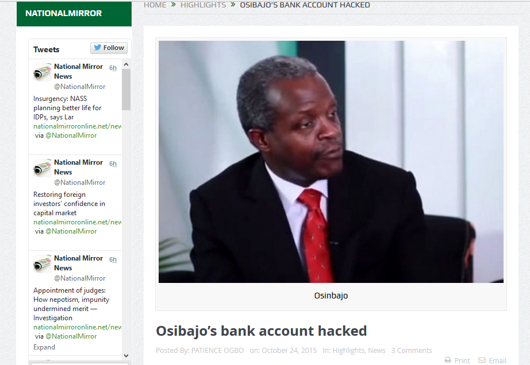 HOME » HIGHLIGHTS » OSIBAJO'S BANK ACCOUNT HACKED
NATIONALMIRROR
Tweets
Follow
National Mirror
News
@NationalMirror
6h
Insurgency: NASS
planning better life for
IDPs, says Lar
nationalmirroronline.net/new
via @NationalMirror
National Mirror
News
@NationalMirror
6h
Restoring foreign
investors' confidence in
capital market
nationalmirroronline.net/new
via @NationalMirror
National Mirror
News
@NationalMirror
6h
Appointment of judges:
How nepotism, impunity
undermined merit —
Investigation
nationalmirroronline.net/new
via @NationalMirror
Expand
Osinbajo
Osibajo's bank account hacked
Posted By: PATIENCE OGBO on: October 24, 2015 In: Highlights, News 3 Comments
Print Email